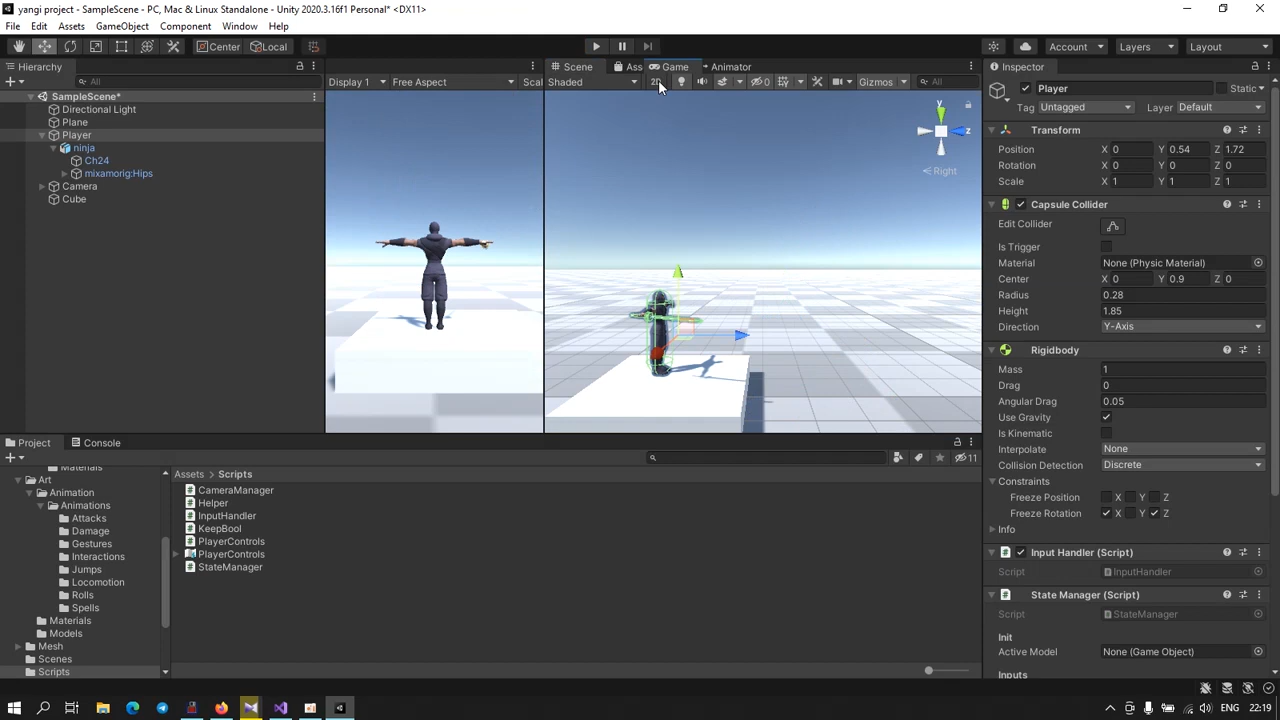 yangi project - SampleScene - PC, Mac & Linux Standalone - Unity 2020.3.16f1 Personal* <DX11>
File Edit Assets GameObject Component Window Help
Center Local Account Layers Layout
Hierarchy
All
SampleScene*
Directional Light
Plane
Player
ninja
Ch24
mixamorig:Hips
Camera
Cube
Display 1 Free Aspect Scal
Scene Ass Game Animator
Shaded 2D 0 Gizmos All
y
z
Right
Inspector
Player Static
Tag Untagged Layer Default
Transform
Position X 0 Y 0.54 Z 1.72
Rotation X 0 Y 0 Z 0
Scale X 1 Y 1 Z 1
Capsule Collider
Edit Collider
Is Trigger
Material None (Physic Material)
Center X 0 Y 0.9 Z 0
Radius 0.28
Height 1.85
Direction Y-Axis
Rigidbody
Mass 1
Drag 0
Angular Drag 0.05
Use Gravity
Is Kinematic
Interpolate None
Collision Detection Discrete
Constraints
Freeze Position X Y Z
Freeze Rotation X Y Z
Info
Input Handler (Script)
Script InputHandler
State Manager (Script)
Script StateManager
Init
Active Model None (Game Object)
Inputs
Project Console
11
Materials
Art
Animation
Animations
Attacks
Damage
Gestures
Interactions
Jumps
Locomotion
Rolls
Spells
Materials
Models
Mesh
Scenes
Scripts
Assets > Scripts
CameraManager
Helper
InputHandler
KeepBool
PlayerControls
PlayerControls
StateManager
ENG 22:19